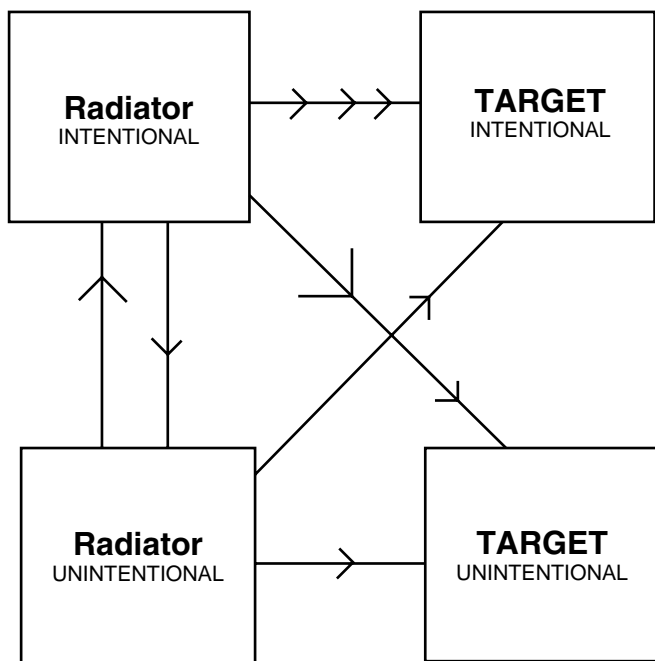 Radiator
INTENTIONAL
TARGET
INTENTIONAL
Radiator
UNINTENTIONAL
TARGET
UNINTENTIONAL